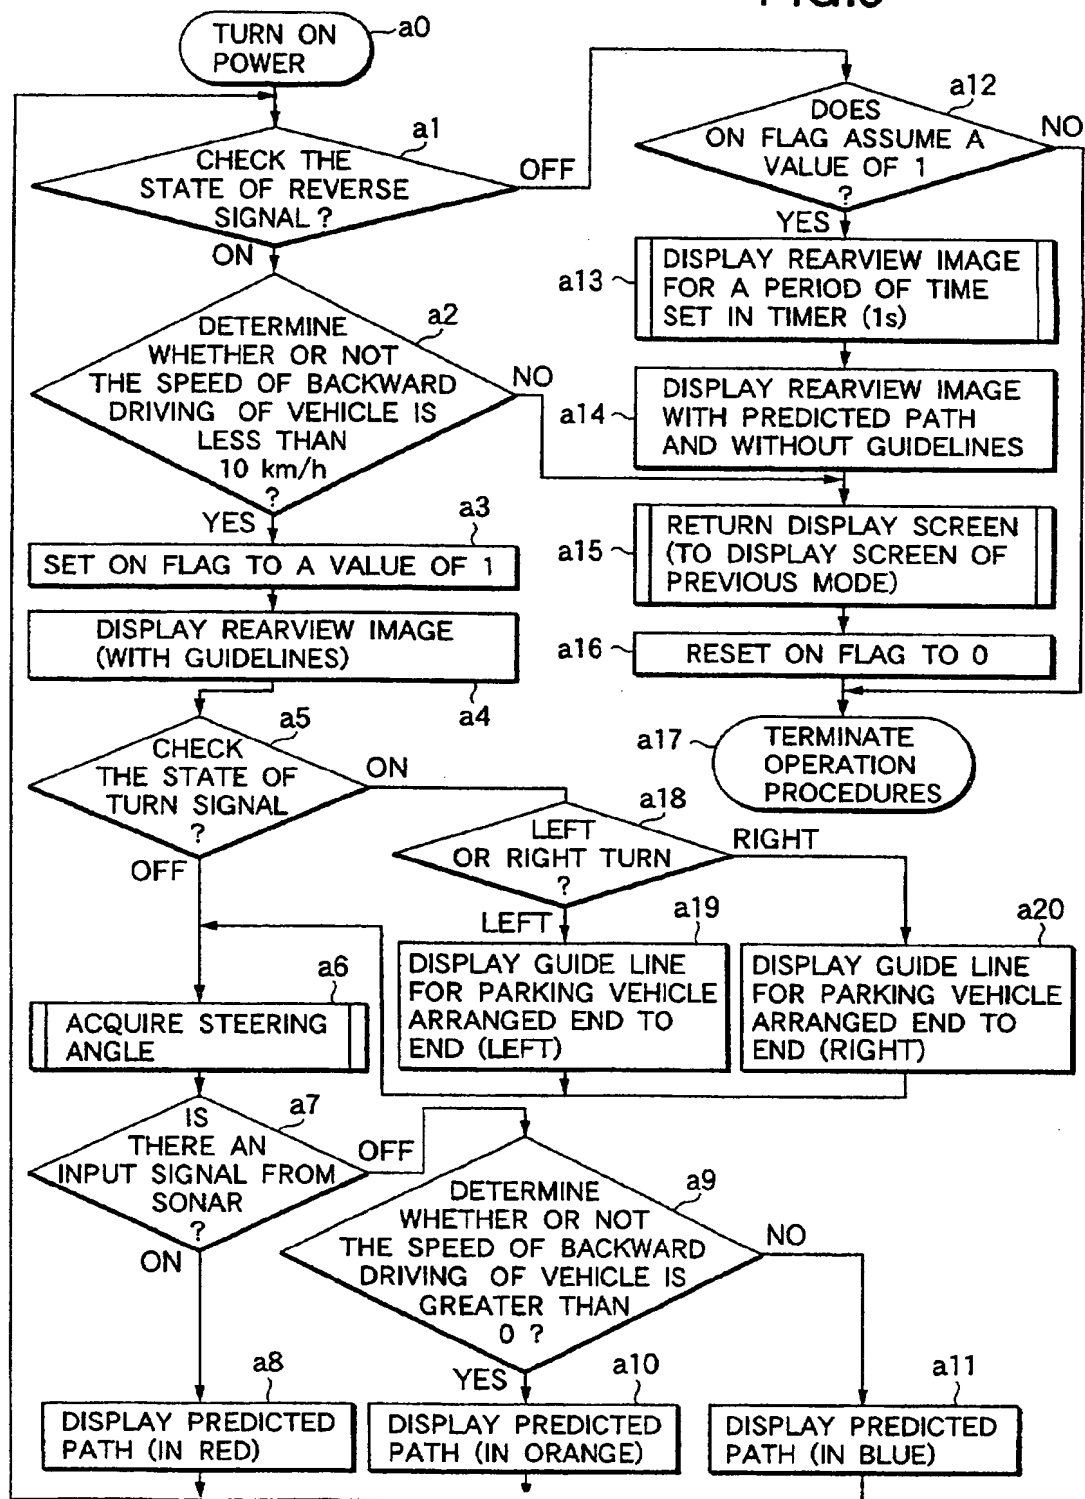 TURN ON
POWER
a0
a1
CHECK THE
STATE OF REVERSE
SIGNAL?
OFF
ON
a2
DETERMINE
WHETHER OR NOT
THE SPEED OF BACKWARD
DRIVING OF VEHICLE IS
LESS THAN
10 km/h
?
NO
YES
a3
SET ON FLAG TO A VALUE OF 1
DISPLAY REARVIEW IMAGE
(WITH GUIDELINES)
a4
a5
CHECK
THE STATE OF
TURN SIGNAL
?
ON
OFF
a6
ACQUIRE STEERING
ANGLE
a7
IS
THERE AN
INPUT SIGNAL FROM
SONAR
?
OFF
ON
a8
DISPLAY PREDICTED
PATH (IN RED)
a9
DETERMINE
WHETHER OR NOT
THE SPEED OF BACKWARD
DRIVING OF VEHICLE IS
GREATER THAN
0 ?
NO
YES
a10
DISPLAY PREDICTED
PATH (IN ORANGE)
a11
DISPLAY PREDICTED
PATH (IN BLUE)
a12
DOES
ON FLAG ASSUME A
VALUE OF 1
?
NO
YES
a13
DISPLAY REARVIEW IMAGE
FOR A PERIOD OF TIME
SET IN TIMER (1s)
a14
DISPLAY REARVIEW IMAGE
WITH PREDICTED PATH
AND WITHOUT GUIDELINES
a15
RETURN DISPLAY SCREEN
(TO DISPLAY SCREEN OF
PREVIOUS MODE)
a16
RESET ON FLAG TO 0
a17
TERMINATE
OPERATION
PROCEDURES
a18
LEFT
OR RIGHT TURN
?
RIGHT
LEFT
a19
DISPLAY GUIDE LINE
FOR PARKING VEHICLE
ARRANGED END TO
END (LEFT)
a20
DISPLAY GUIDE LINE
FOR PARKING VEHICLE
ARRANGED END TO
END (RIGHT)